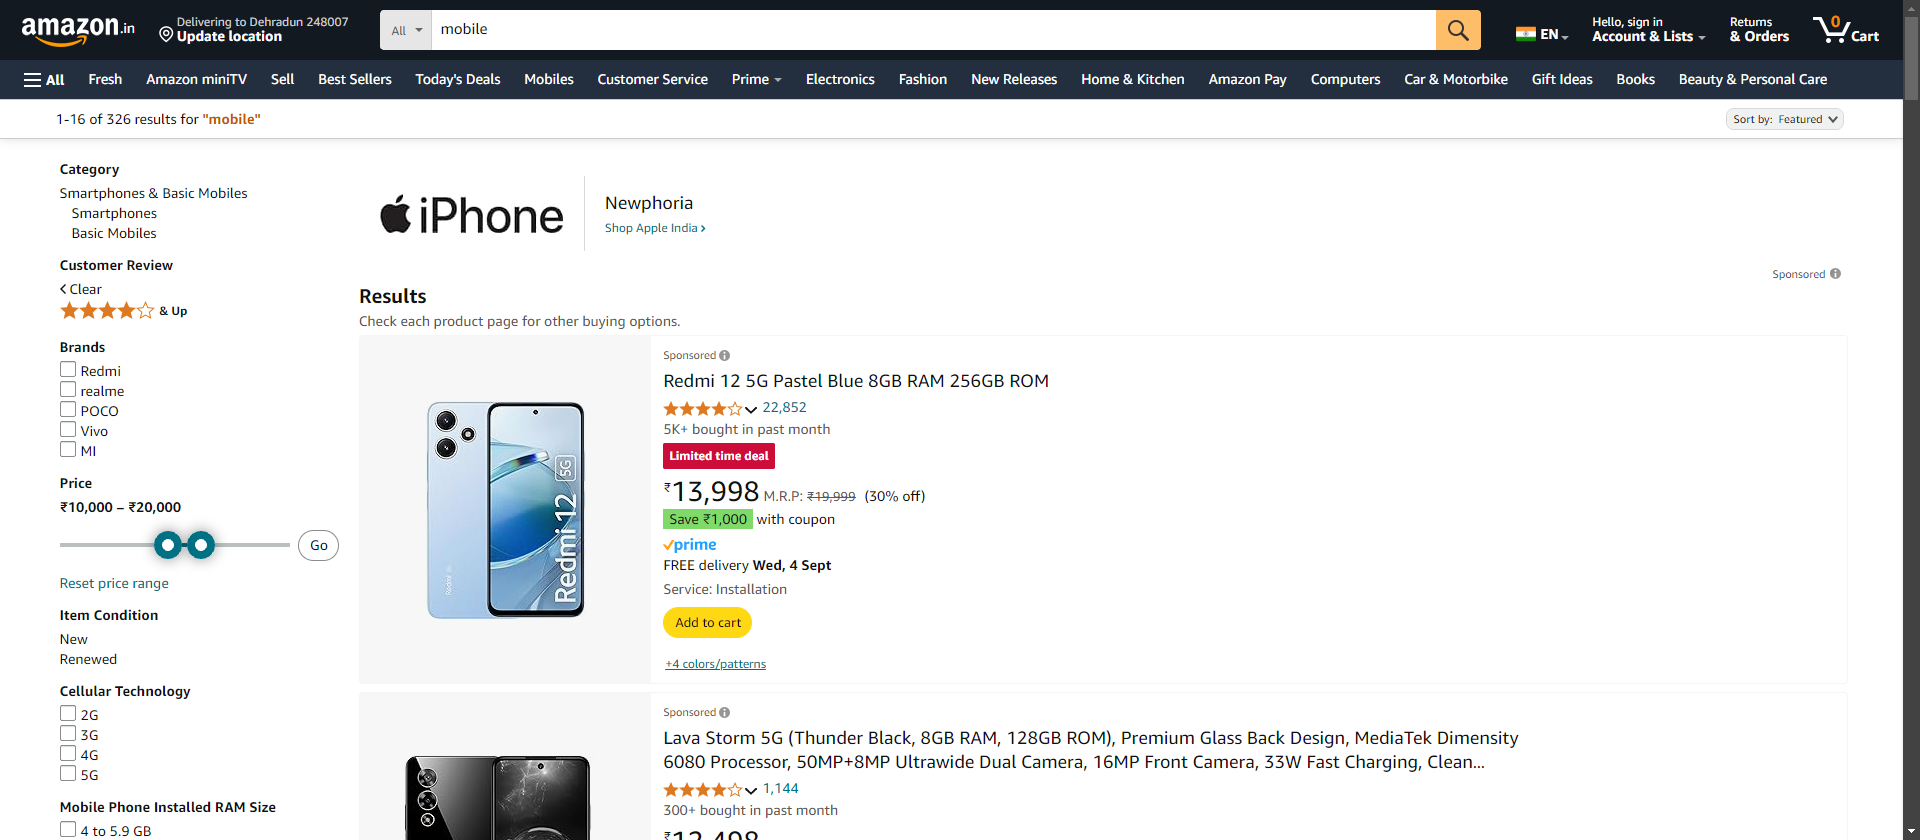 amazon.in
Delivering to Dehradun 248007
Update location
All
mobile
EN
Hello, sign in
Account & Lists
Returns
& Orders
0
Cart
All
Fresh
Amazon miniTV
Sell
Best Sellers
Today's Deals
Mobiles
Customer Service
Prime
Electronics
Fashion
New Releases
Home & Kitchen
Amazon Pay
Computers
Car & Motorbike
Gift Ideas
Books
Beauty & Personal Care
1-16 of 326 results for "mobile"
Sort by: Featured
Category
Smartphones & Basic Mobiles
Smartphones
Basic Mobiles
Customer Review
Clear
& Up
Brands
Redmi
realme
POCO
Vivo
MI
Price
₹10,000 – ₹20,000
Go
Reset price range
Item Condition
New
Renewed
Cellular Technology
2G
3G
4G
5G
Mobile Phone Installed RAM Size
4 to 5.9 GB
iPhone
Newphoria
Shop Apple India
Sponsored
Results
Check each product page for other buying options.
Redmi 12 5G
Redmi
Sponsored
Redmi 12 5G Pastel Blue 8GB RAM 256GB ROM
22,852
5K+ bought in past month
Limited time deal
₹13,998 M.R.P: ₹19,999 (30% off)
Save ₹1,000 with coupon
prime
FREE delivery Wed, 4 Sept
Service: Installation
Add to cart
+4 colors/patterns
Sponsored
Lava Storm 5G (Thunder Black, 8GB RAM, 128GB ROM), Premium Glass Back Design, MediaTek Dimensity
6080 Processor, 50MP+8MP Ultrawide Dual Camera, 16MP Front Camera, 33W Fast Charging, Clean...
1,144
300+ bought in past month
₹12,498